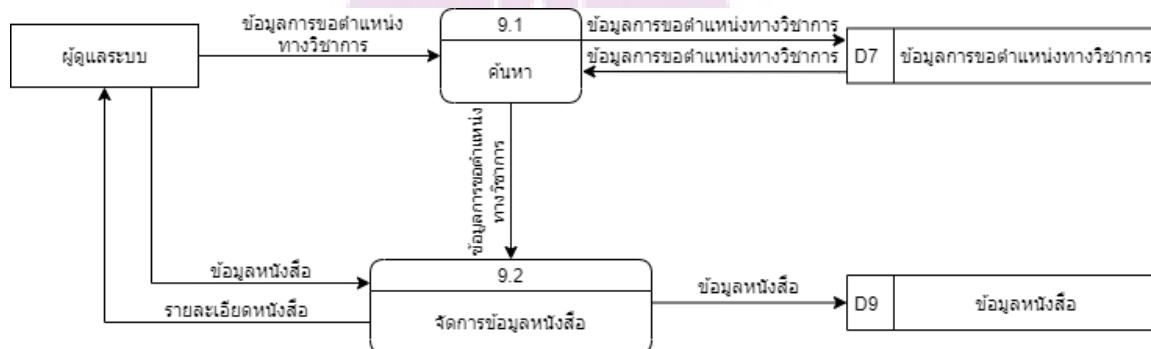 ข้อมูลการขอตำแหน่ง
ทางวิชาการ
9.1
ข้อมูลการขอตำแหน่งทางวิชาการ
ผู้ดูแลระบบ
ค้นหา
ข้อมูลการขอตำแหน่งทางวิชาการ
D7
ข้อมูลการขอตำแหน่งทางวิชาการ
ข้อมูลการขอตำแหน่ง
ทางวิชาการ
ข้อมูลหนังสือ
9.2
ข้อมูลหนังสือ
รายละเอียดหนังสือ
จัดการข้อมูลหนังสือ
D9
ข้อมูลหนังสือ